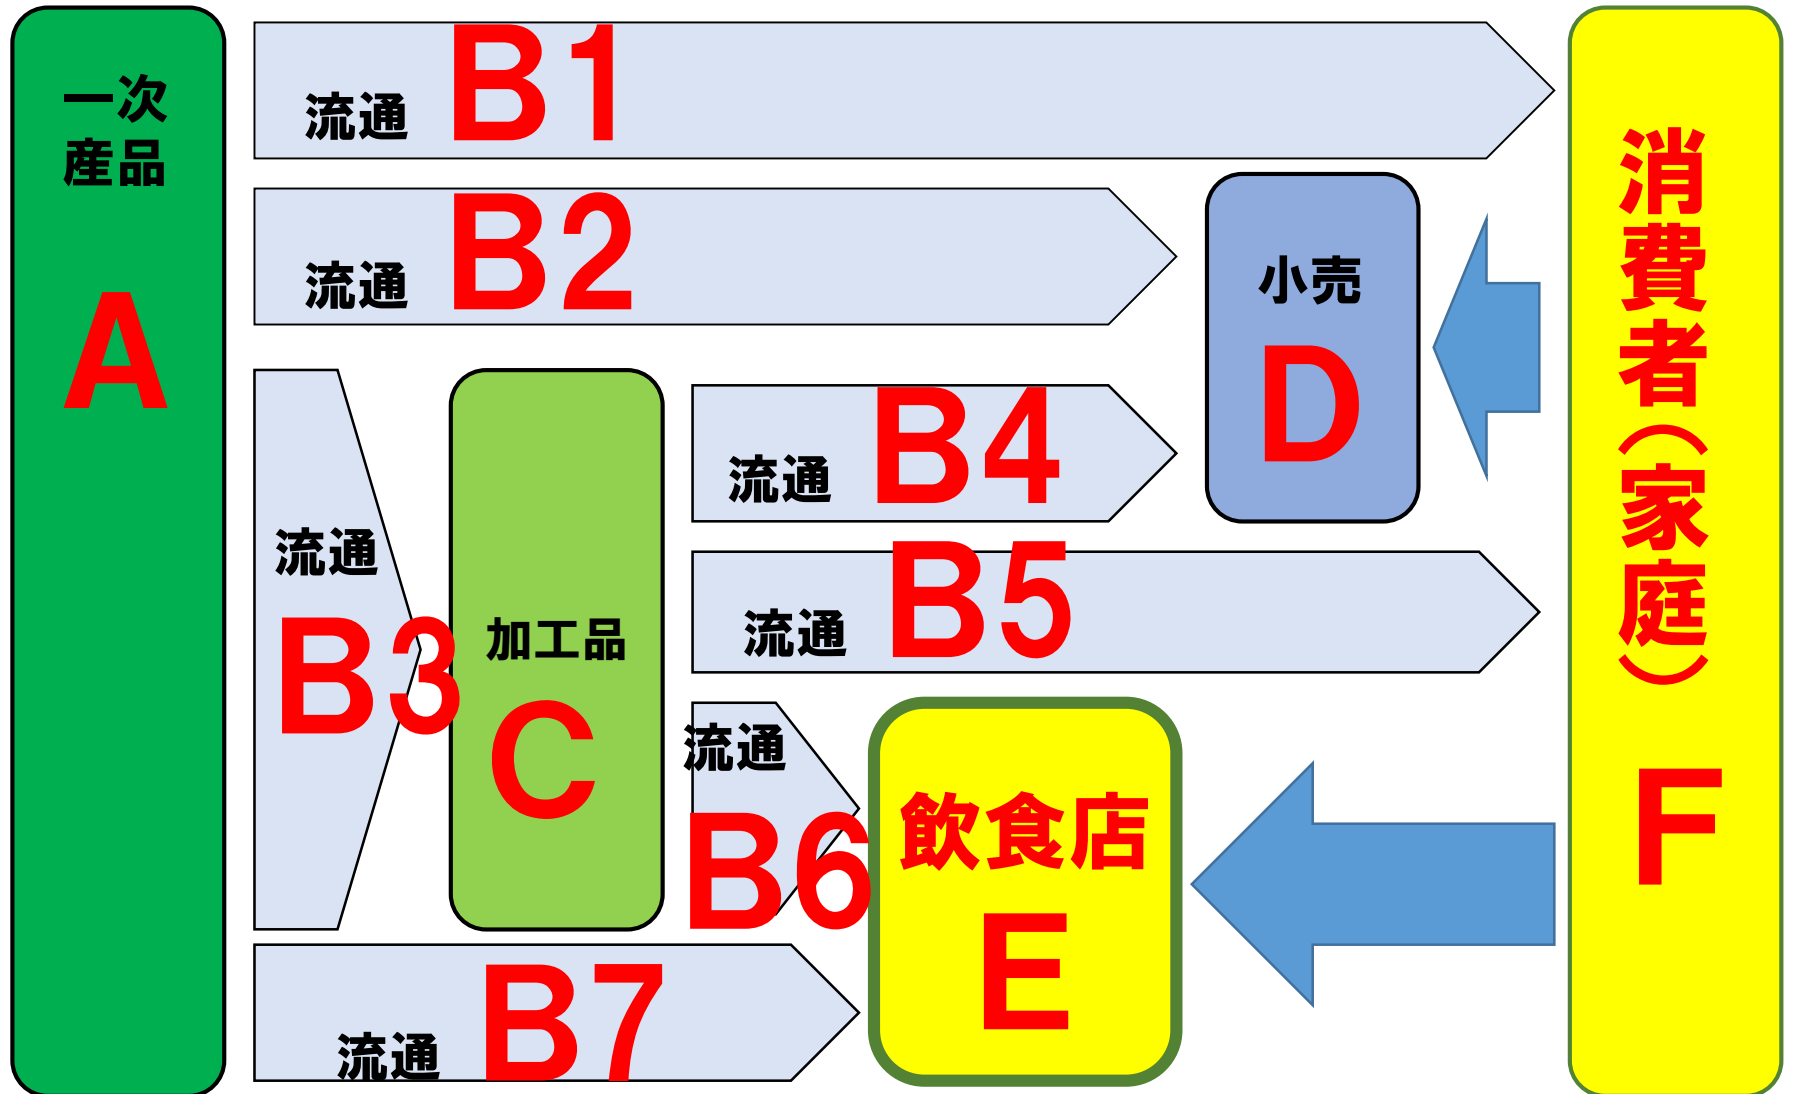 一次
産品
A
流通 B1
流通 B2
流通
B3
加工品
C
流通 B4
小売
D
流通 B5
流通
B6
飲食店
E
流通 B7
消費者（家庭） F